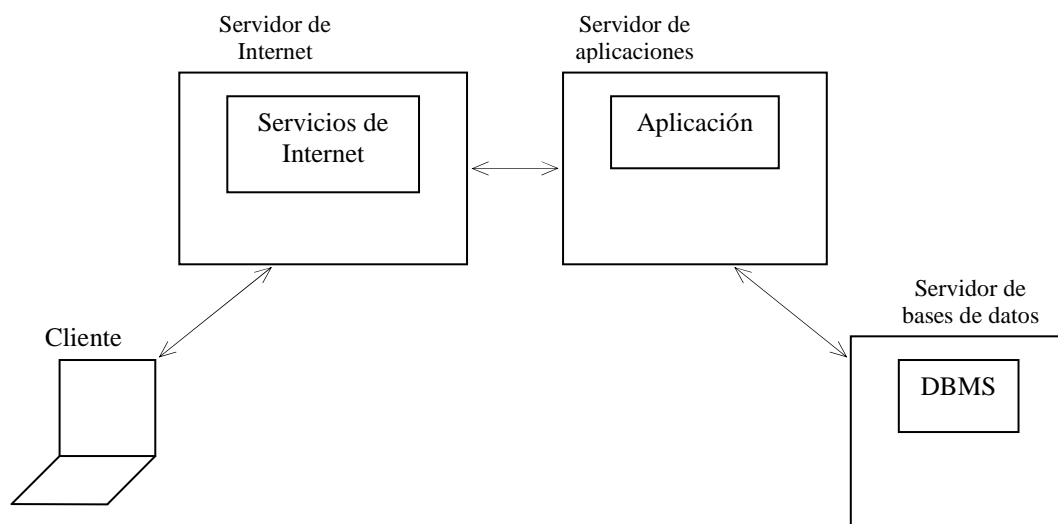 Servidor de
Internet
Servicios de
Internet
Servidor de
aplicaciones
Aplicación
Servidor de
bases de datos
DBMS
Cliente